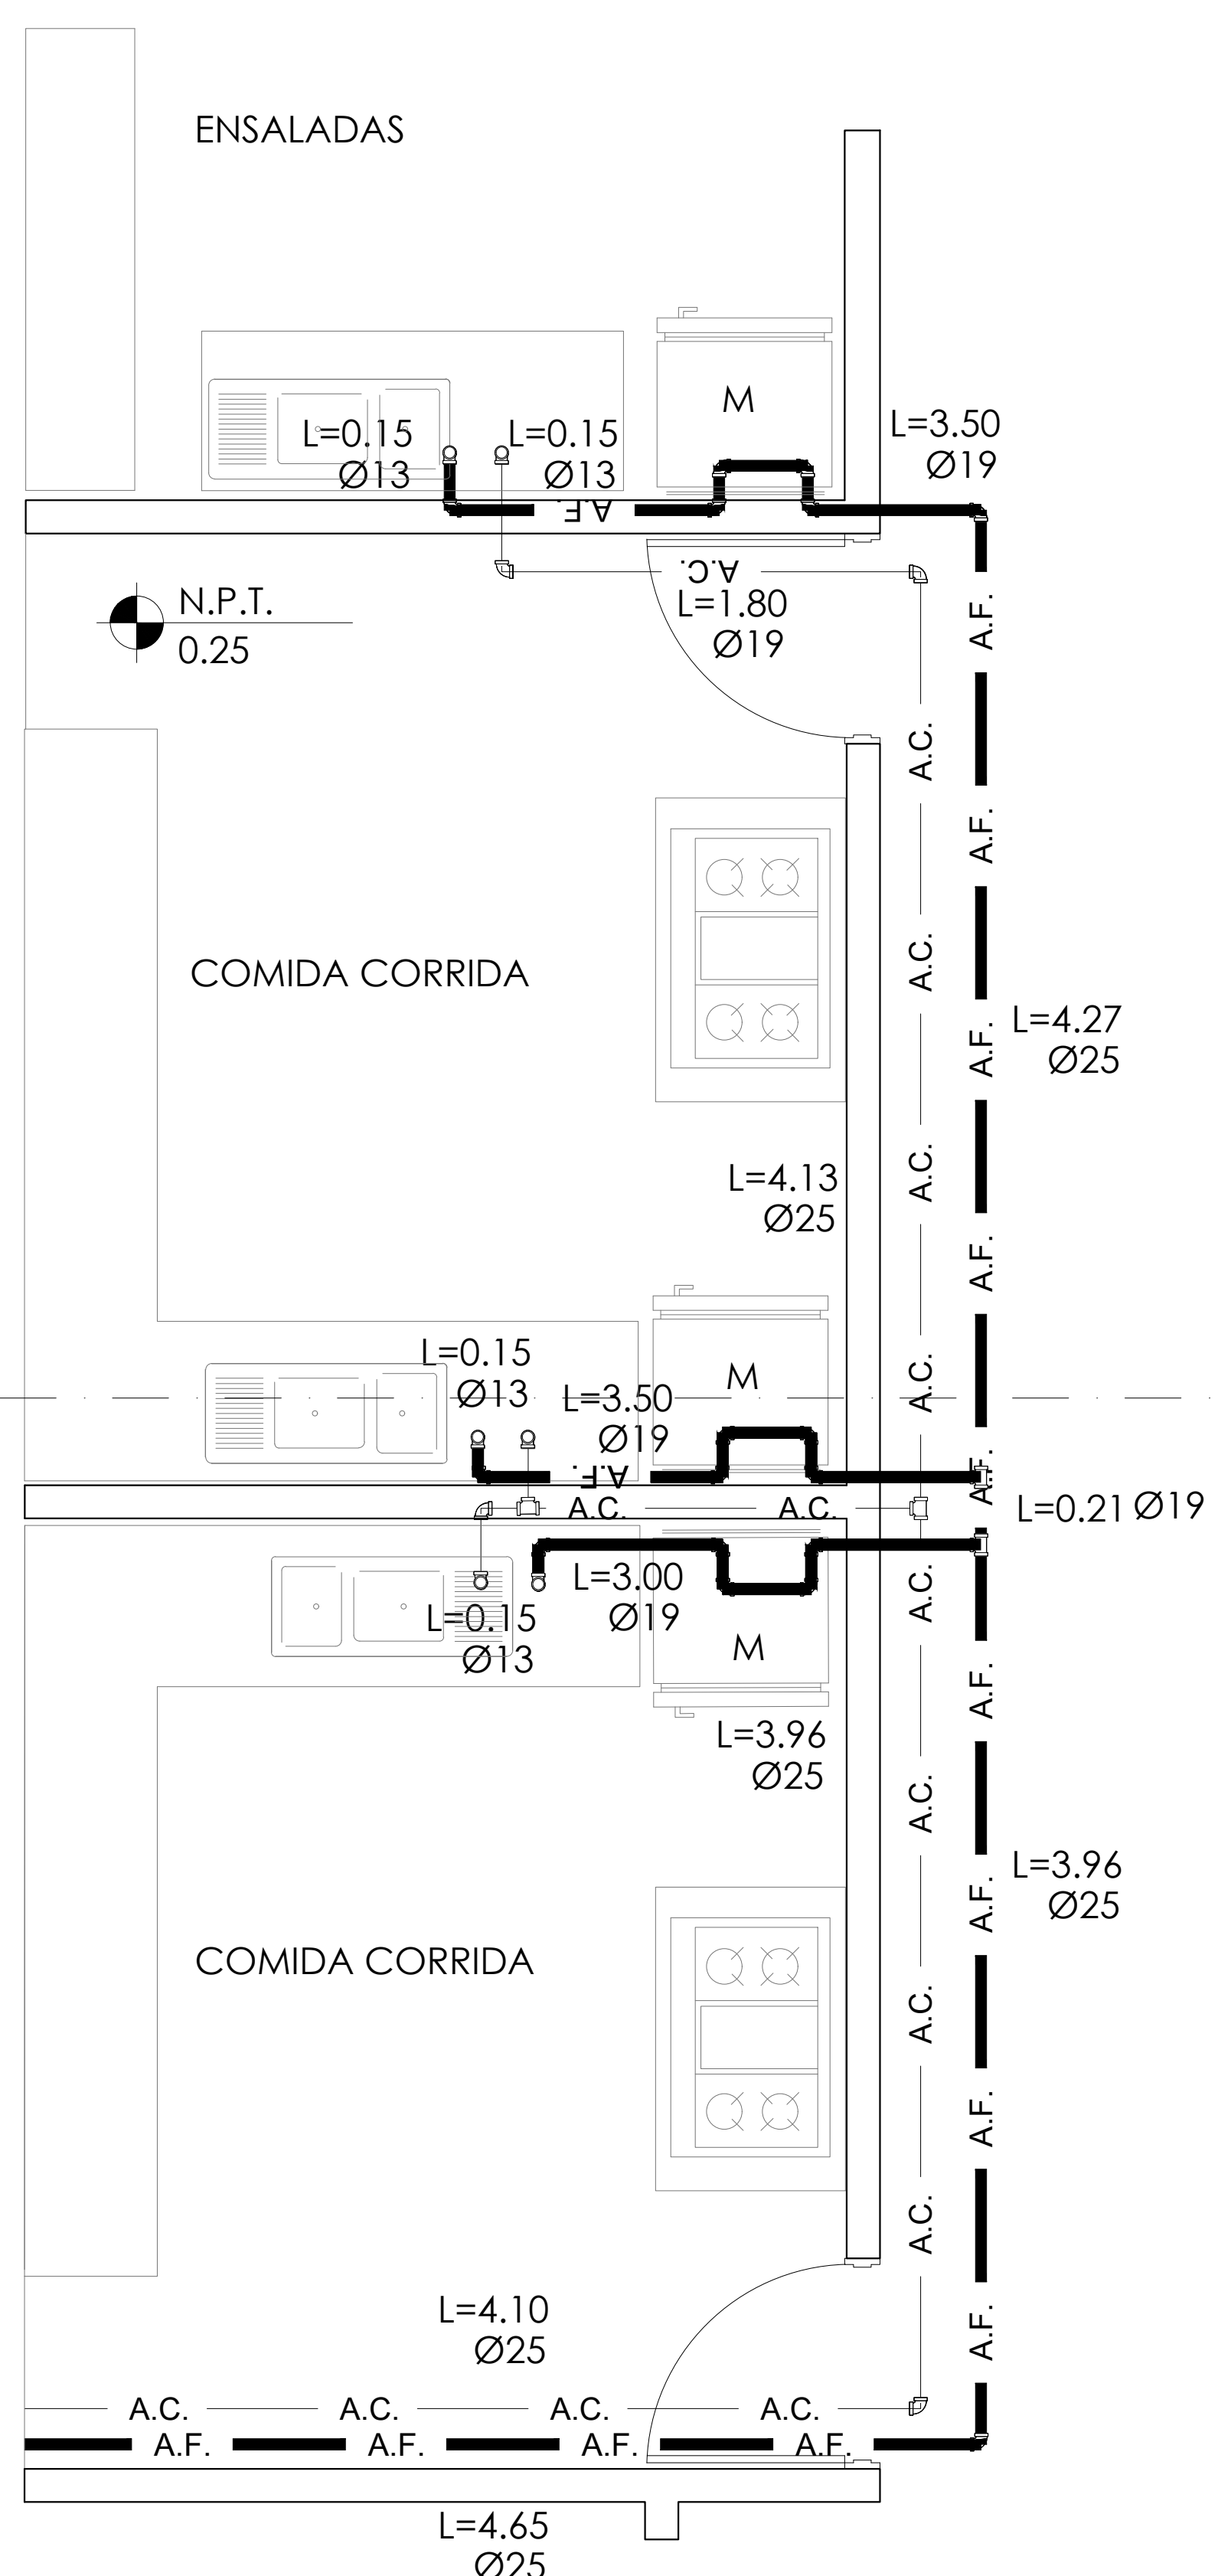 ENSALADAS
M
L=0.15
Ø13
L=0.15
Ø13
L=3.50
Ø19
A.F.
A.C.
L=1.80
Ø19
N.P.T.
0.25
A.F.
A.C.
A.F.
COMIDA CORRIDA
A.C.
A.F.
L=4.27
Ø25
L=4.13
Ø25
A.C.
A.F.
L=0.15
Ø13
M
A.C.
L=3.50
Ø19
A.F.
A.F.
A.C.
A.C.
L=0.21 Ø19
L=3.00
Ø19
A.C.
L=0.15
Ø13
M
A.F.
L=3.96
Ø25
A.C.
L=3.96
Ø25
A.F.
COMIDA CORRIDA
A.C.
A.F.
A.C.
L=4.10
Ø25
A.F.
A.C.
A.C.
A.C.
A.C.
A.F.
A.F.
A.F.
A.F.
L=4.65
Ø25